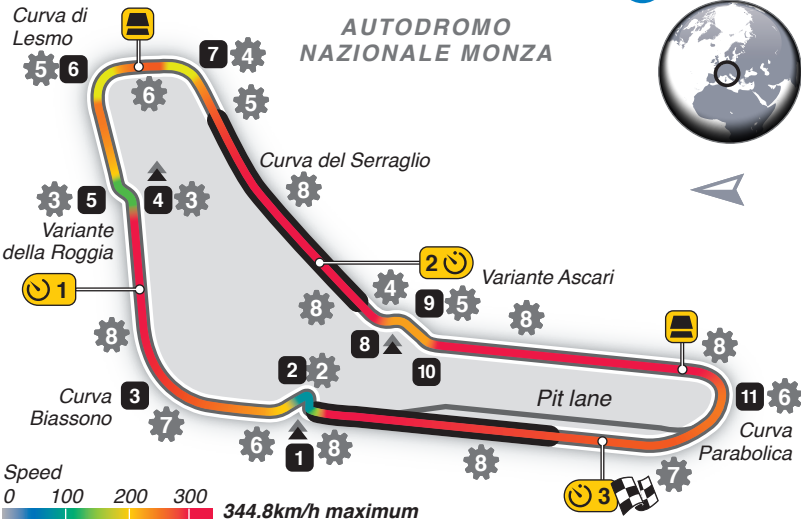 AUTODROMO
NAZIONALE MONZA
Curva di
Lesmo
5
6
6
7
4
5
Curva del Serraglio
8
3
5
4
3
Variante
della Roggia
1
2
Variante Ascari
4
9
5
8
8
8
10
8
8
Curva
Biassono
3
7
2
2
6
1
8
Pit lane
11
6
Curva
Parabolica
8
7
3
Speed
0 100 200 300
344.8km/h maximum